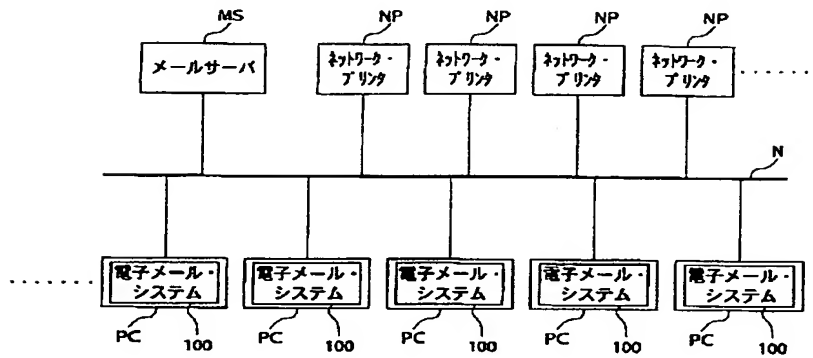 MS
NP
NP
NP
NP
メールサーバ
ネットワーク・
プリンタ
ネットワーク・
プリンタ
ネットワーク・
プリンタ
ネットワーク・
プリンタ
N
電子メール・
システム
電子メール・
システム
電子メール・
システム
電子メール・
システム
電子メール・
システム
PC
100
PC
100
PC
100
PC
100
PC
100